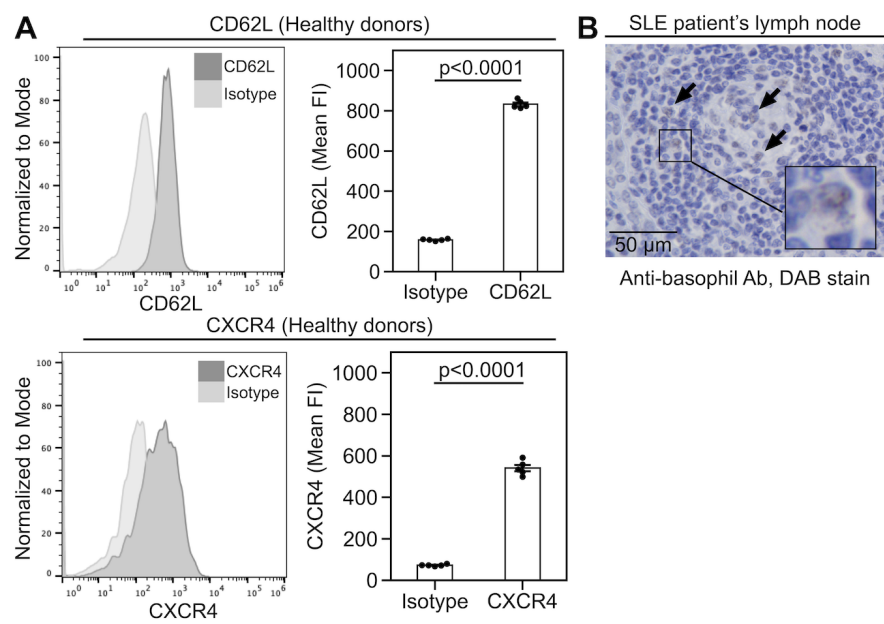 A
CD62L (Healthy donors)
Normalized to Mode
100
80
60
40
20
0
CD62L
Isotype
10^0 10^1 10^2 10^3 10^4 10^5 10^6
CD62L
CD62L (Mean FI)
1000
800
600
400
200
0
p<0.0001
Isotype CD62L
CXCR4 (Healthy donors)
Normalized to Mode
100
80
60
40
20
0
CXCR4
Isotype
10^0 10^1 10^2 10^3 10^4 10^5 10^6
CXCR4
CXCR4 (Mean FI)
1000
800
600
400
200
0
p<0.0001
Isotype CXCR4
B
SLE patient's lymph node
50 µm
Anti-basophil Ab, DAB stain